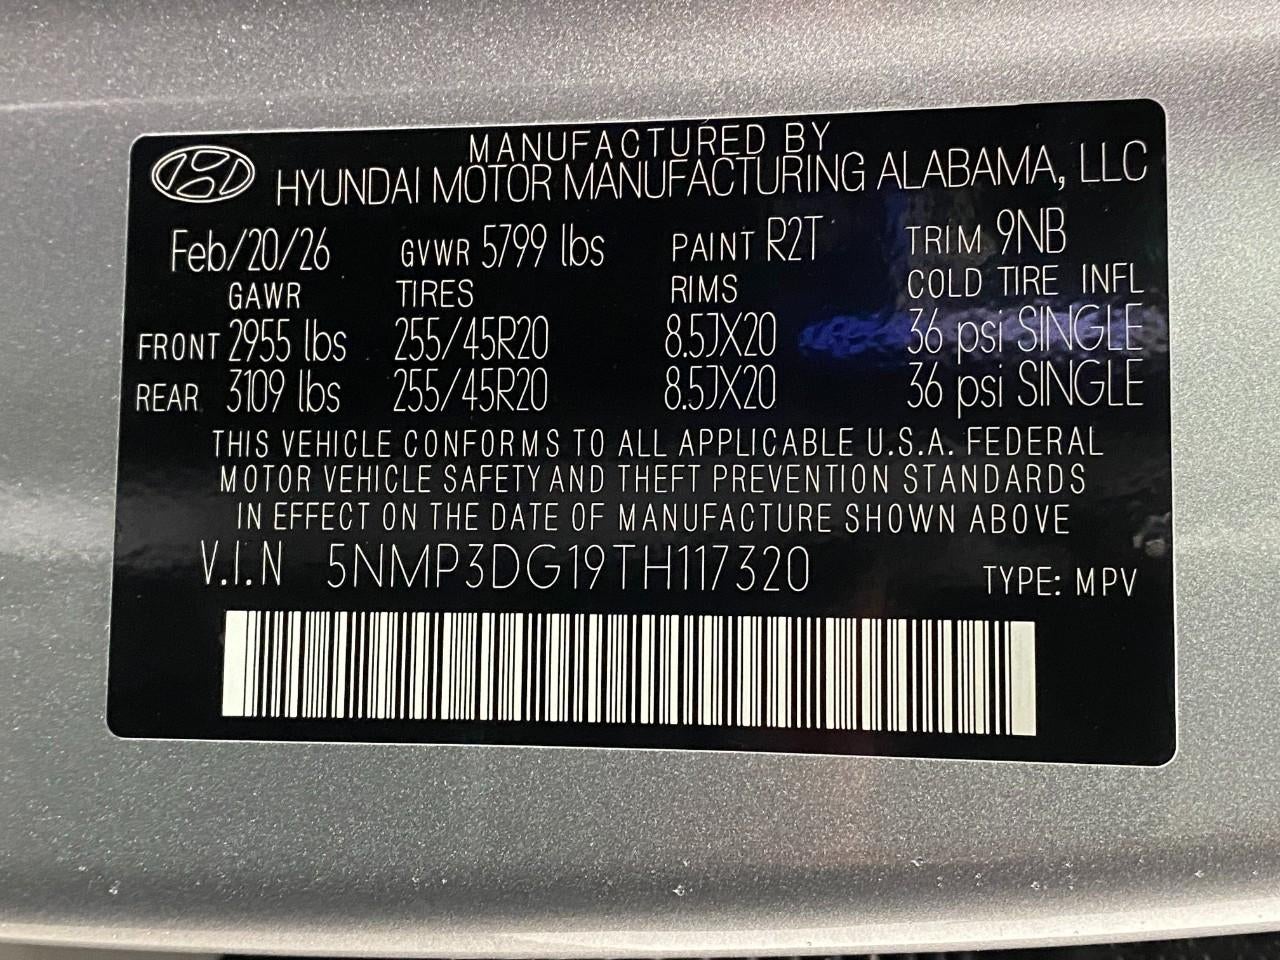 MANUFACTURED BY
HYUNDAI MOTOR MANUFACTURING ALABAMA, LLC
Feb/20/26 GVWR 5799 lbs PAINT R2T TRIM 9NB
GAWR TIRES RIMS COLD TIRE INFL
FRONT 2955 lbs 255/45R20 8.5JX20 36 psi SINGLE
REAR 3109 lbs 255/45R20 8.5JX20 36 psi SINGLE
THIS VEHICLE CONFORMS TO ALL APPLICABLE U.S.A. FEDERAL
MOTOR VEHICLE SAFETY AND THEFT PREVENTION STANDARDS
IN EFFECT ON THE DATE OF MANUFACTURE SHOWN ABOVE
V.I.N 5NMP3DG19TH117320 TYPE: MPV